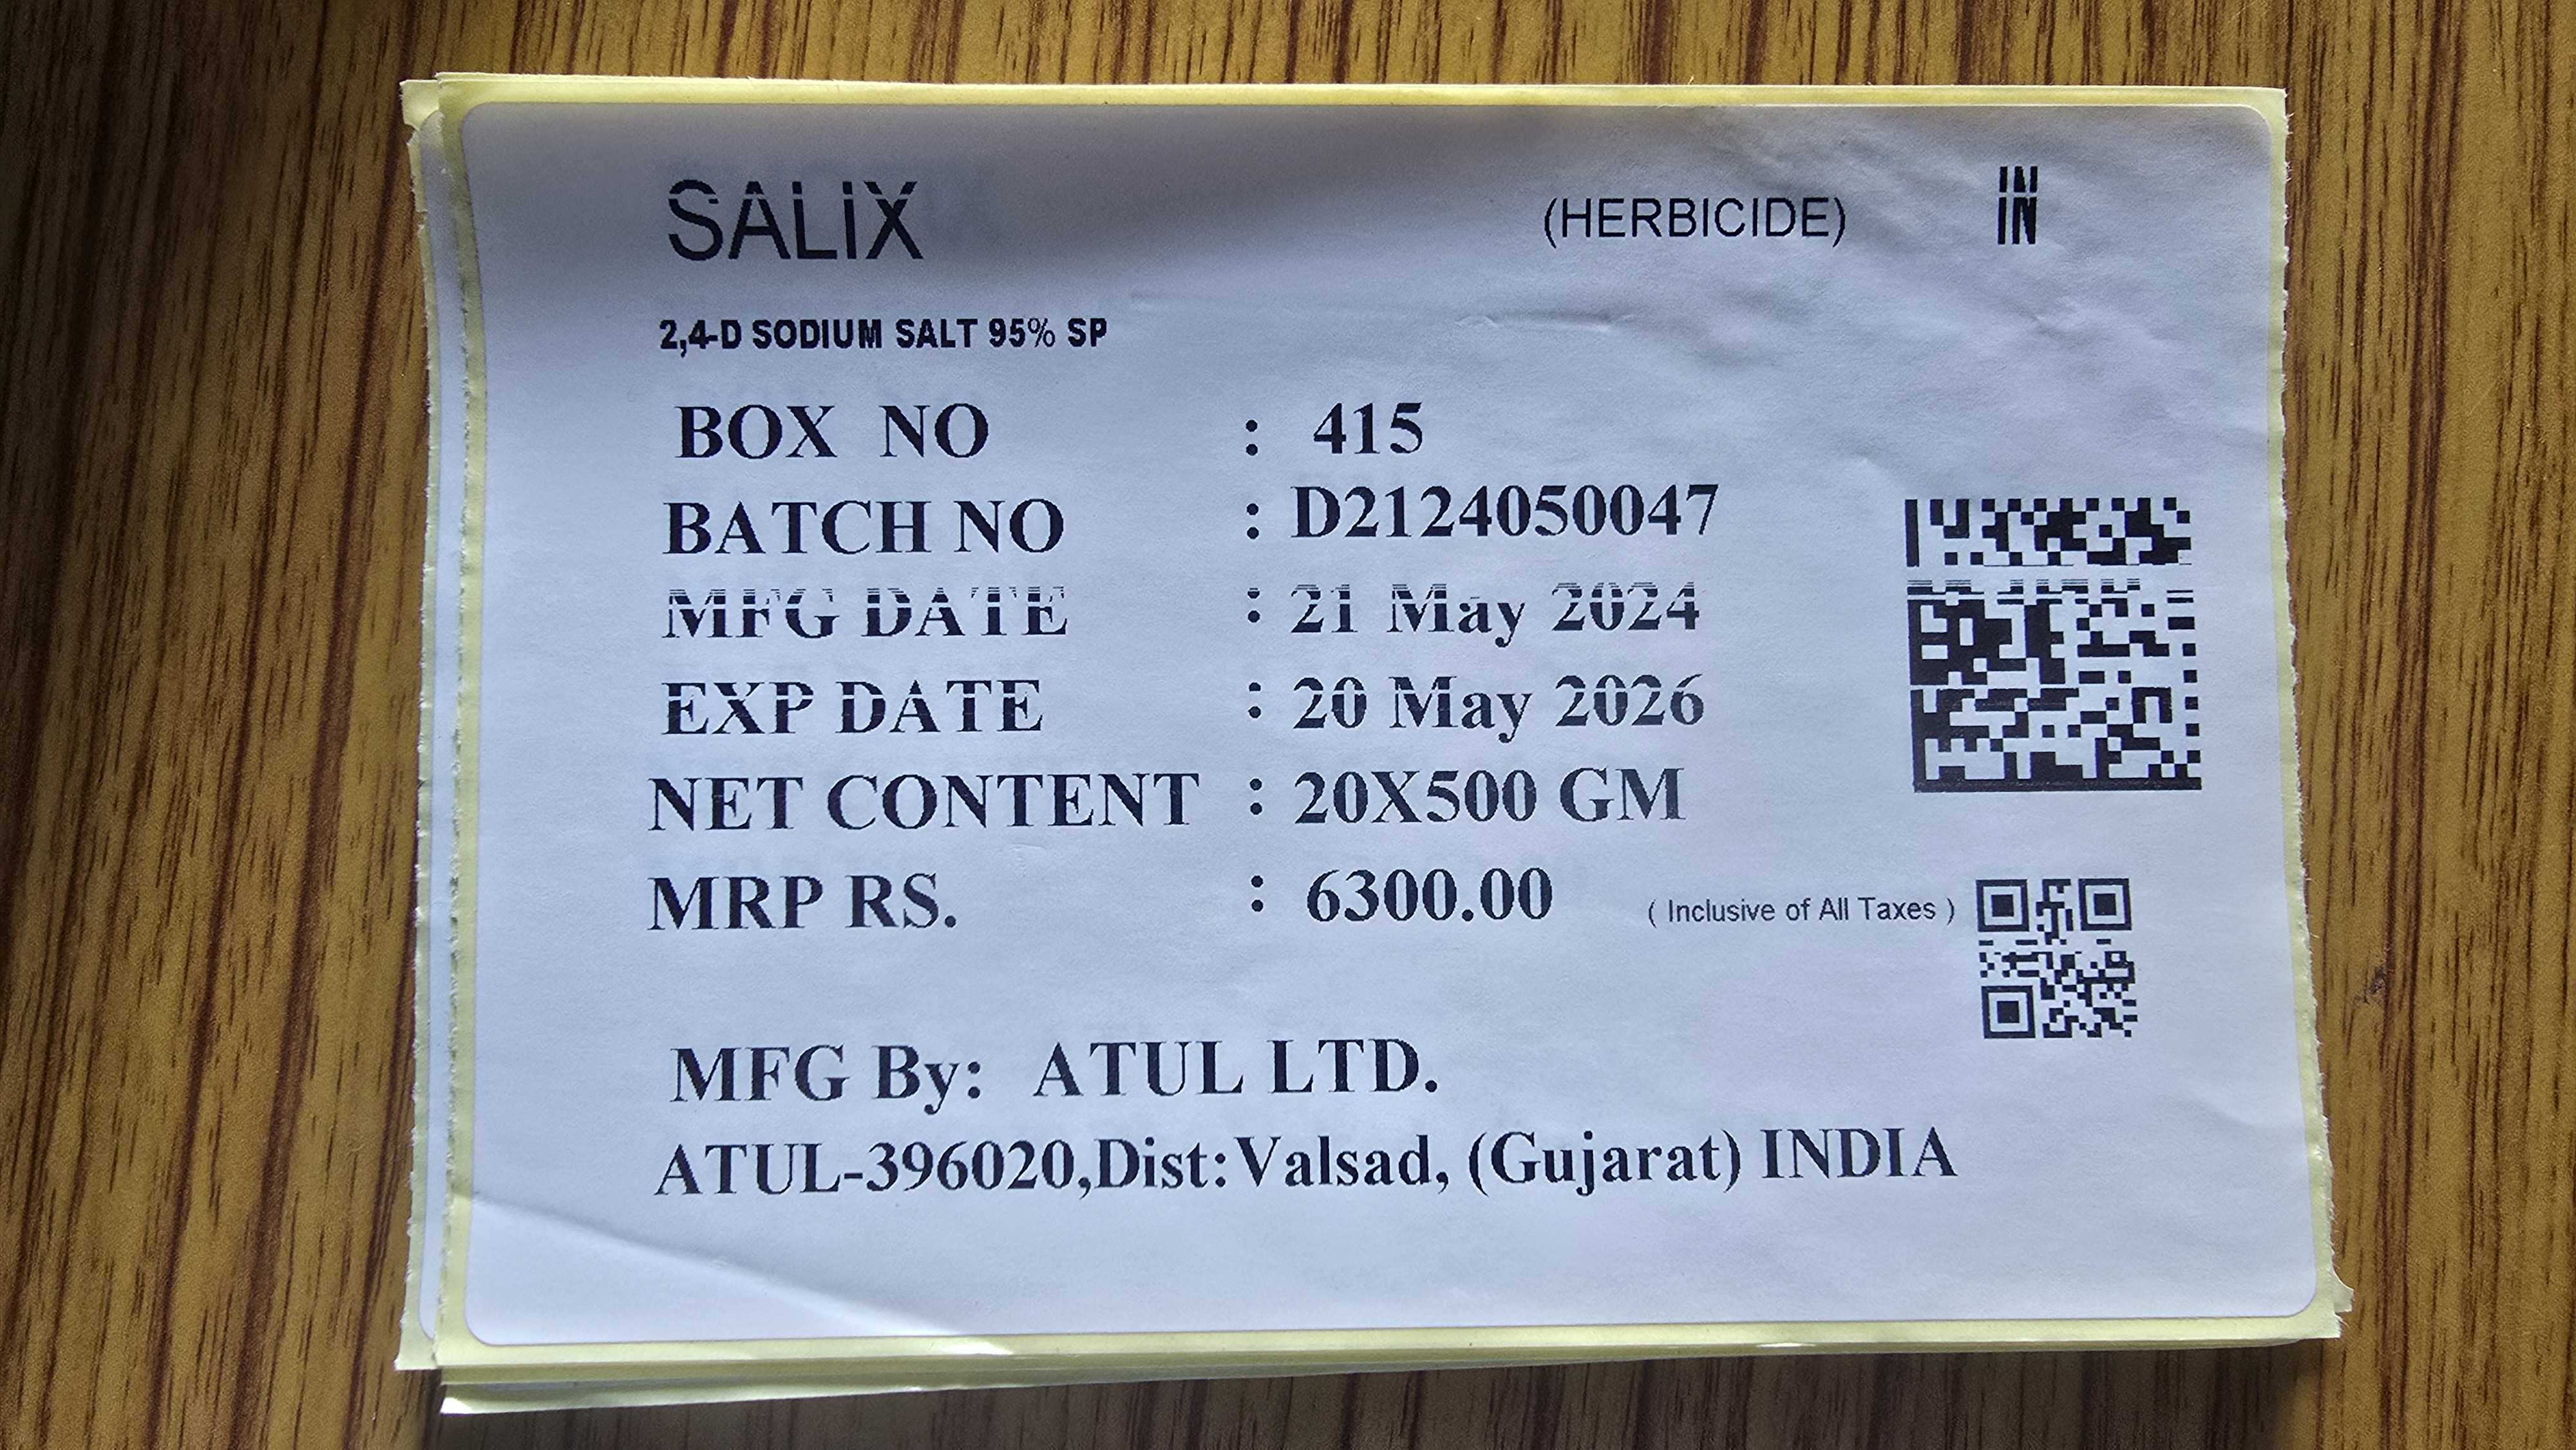 SALiX (HERBICIDE) IN
2,4-D SODIUM SALT 95% SP
BOX NO : 415
BATCH NO : D2124050047
MFG DATE : 21 May 2024
EXP DATE : 20 May 2026
NET CONTENT : 20X500 GM
MRP RS. : 6300.00 ( Inclusive of All Taxes )
MFG By: ATUL LTD.
ATUL-396020,Dist:Valsad, (Gujarat) INDIA